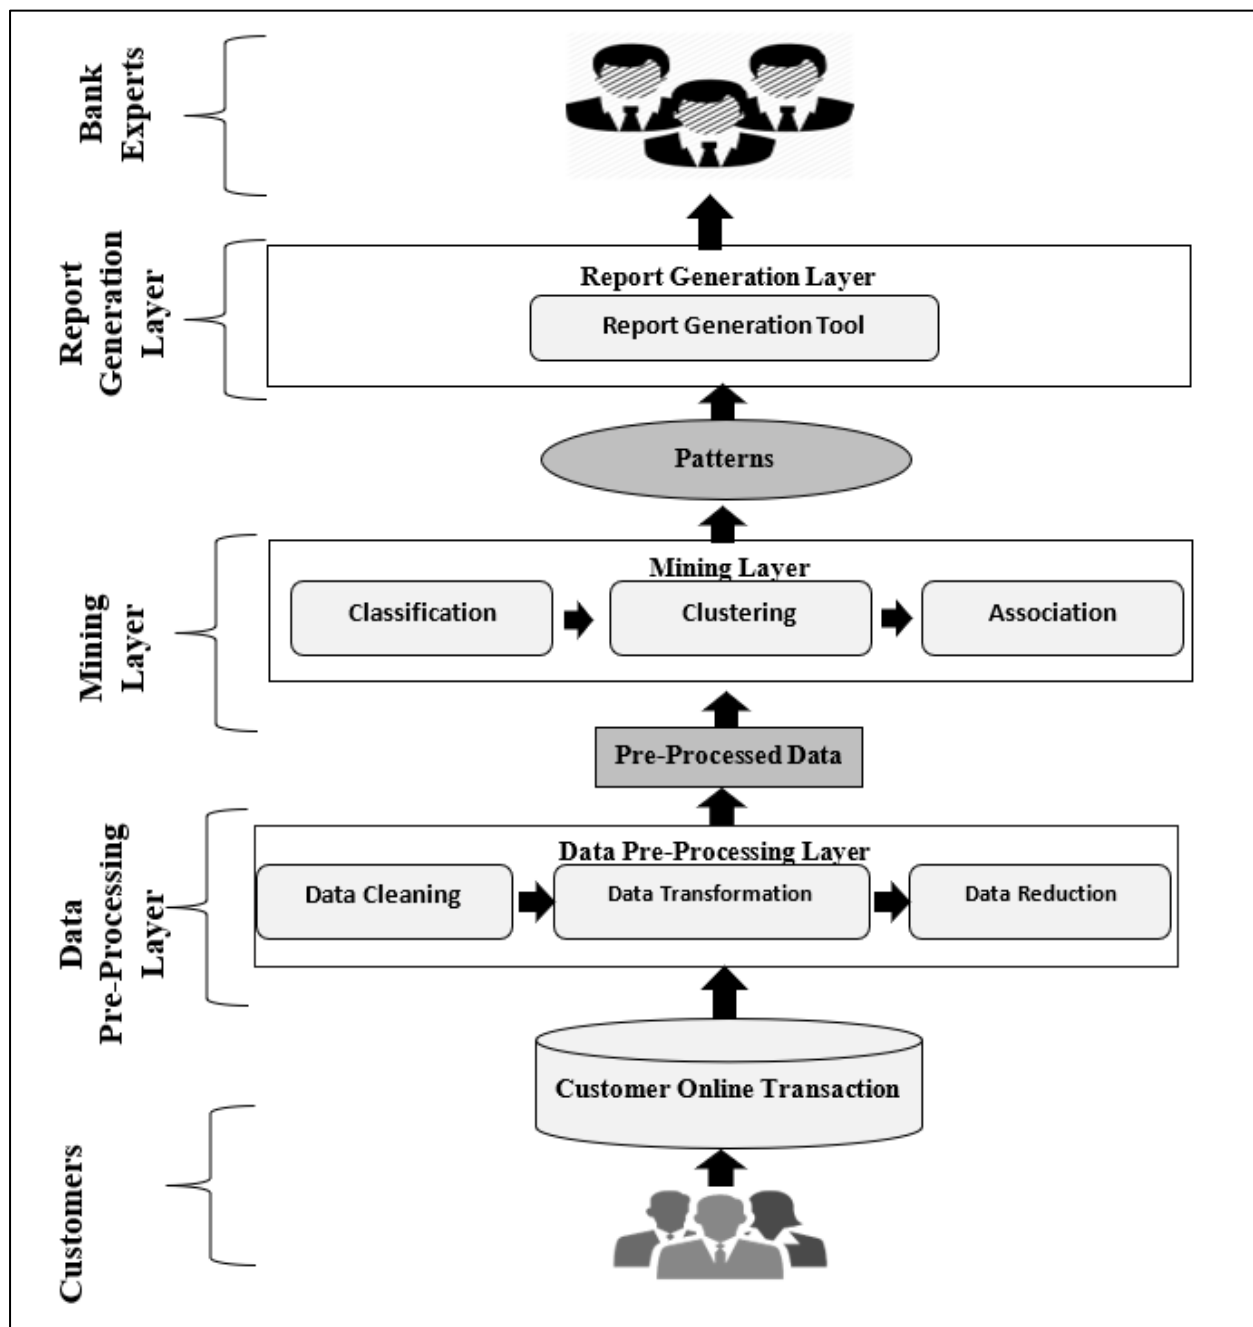 Bank
Experts
Report Generation Layer
Report Generation Tool
Report
Generation
Layer
Patterns
Mining Layer
Classification
Clustering
Association
Mining
Layer
Pre-Processed Data
Data Pre-Processing Layer
Data Cleaning
Data Transformation
Data Reduction
Data
Pre-Processing
Layer
Customer Online Transaction
Customers